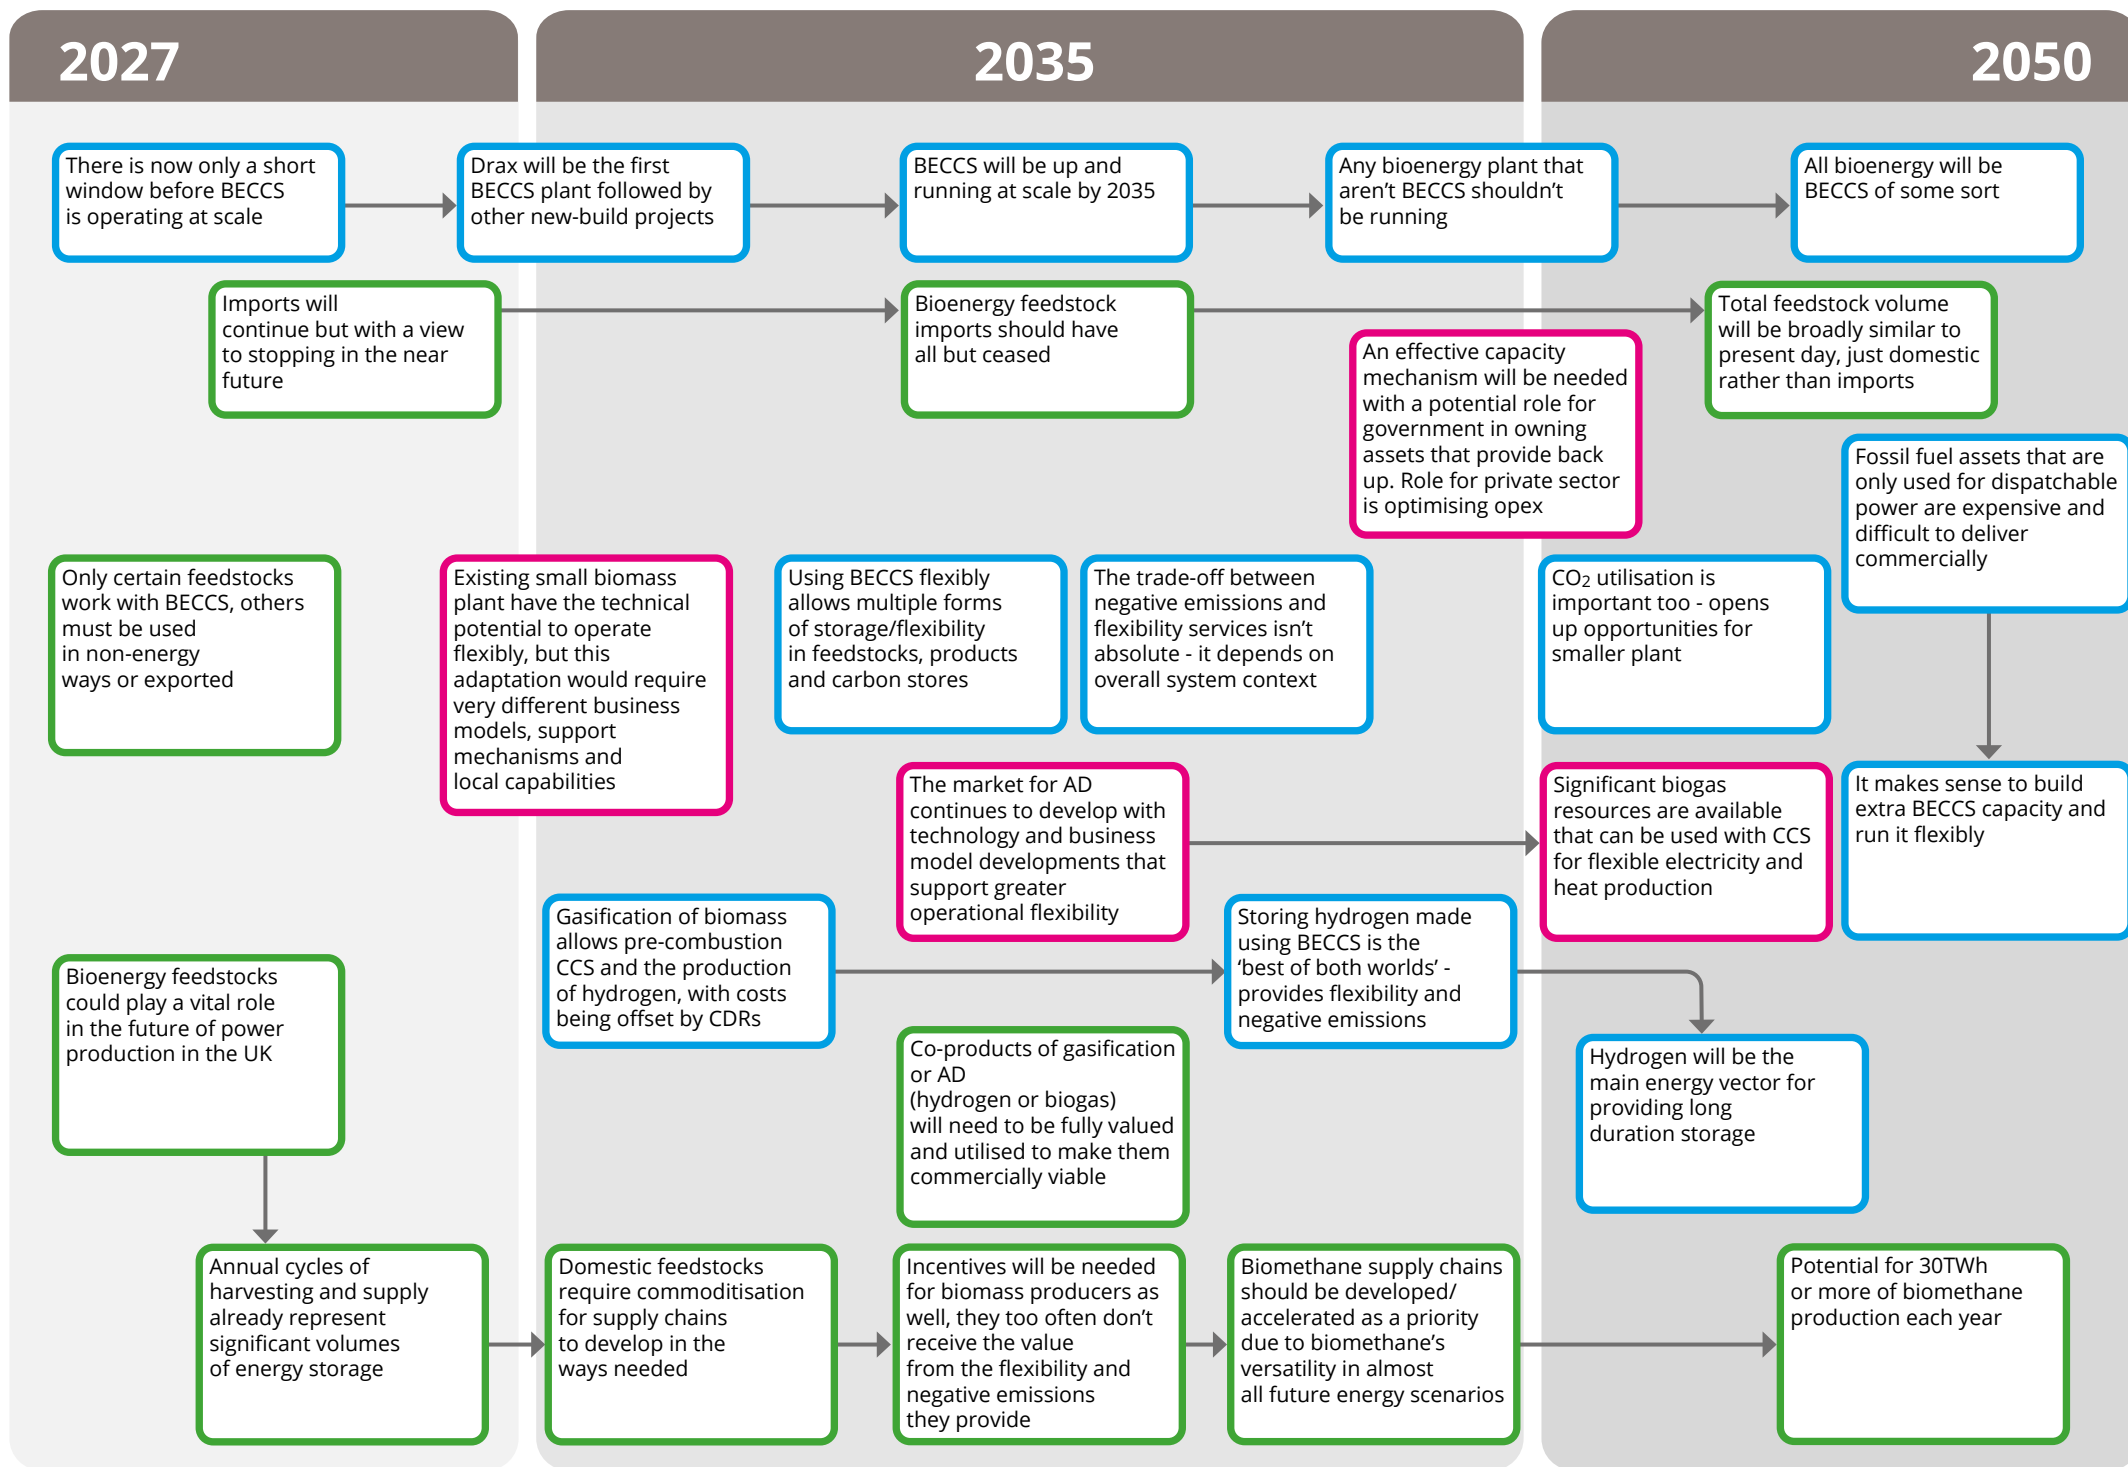 2027
2035
2050
There is now only a short
window before BECCS
is operating at scale
Drax will be the first
BECCS plant followed by
other new-build projects
BECCS will be up and
running at scale by 2035
Any bioenergy plant that
aren't BECCS shouldn't
be running
All bioenergy will be
BECCS of some sort
Imports will
continue but with a view
to stopping in the near
future
Bioenergy feedstock
imports should have
all but ceased
An effective capacity
mechanism will be needed
with a potential role for
government in owning
assets that provide back
up. Role for private sector
is optimising opex
Total feedstock volume
will be broadly similar to
present day, just domestic
rather than imports
Fossil fuel assets that are
only used for dispatchable
power are expensive and
difficult to deliver
commercially
Only certain feedstocks
work with BECCS, others
must be used
in non-energy
ways or exported
Existing small biomass
plant have the technical
potential to operate
flexibly, but this
adaptation would require
very different business
models, support
mechanisms and
local capabilities
Using BECCS flexibly
allows multiple forms
of storage/flexibility
in feedstocks, products
and carbon stores
The trade-off between
negative emissions and
flexibility services isn't
absolute - it depends on
overall system context
CO2 utilisation is
important too - opens
up opportunities for
smaller plant
The market for AD
continues to develop with
technology and business
model developments that
support greater
operational flexibility
Significant biogas
resources are available
that can be used with CCS
for flexible electricity and
heat production
It makes sense to build
extra BECCS capacity and
run it flexibly
Gasification of biomass
allows pre-combustion
CCS and the production
of hydrogen, with costs
being offset by CDRs
Storing hydrogen made
using BECCS is the
‘best of both worlds’ -
provides flexibility and
negative emissions
Bioenergy feedstocks
could play a vital role
in the future of power
production in the UK
Co-products of gasification
or AD
(hydrogen or biogas)
will need to be fully valued
and utilised to make them
commercially viable
Hydrogen will be the
main energy vector for
providing long
duration storage
Annual cycles of
harvesting and supply
already represent
significant volumes
of energy storage
Domestic feedstocks
require commoditisation
for supply chains
to develop in the
ways needed
Incentives will be needed
for biomass producers as
well, they too often don't
receive the value
from the flexibility and
negative emissions
they provide
Biomethane supply chains
should be developed/
accelerated as a priority
due to biomethane's
versatility in almost
all future energy scenarios
Potential for 30TWh
or more of biomethane
production each year